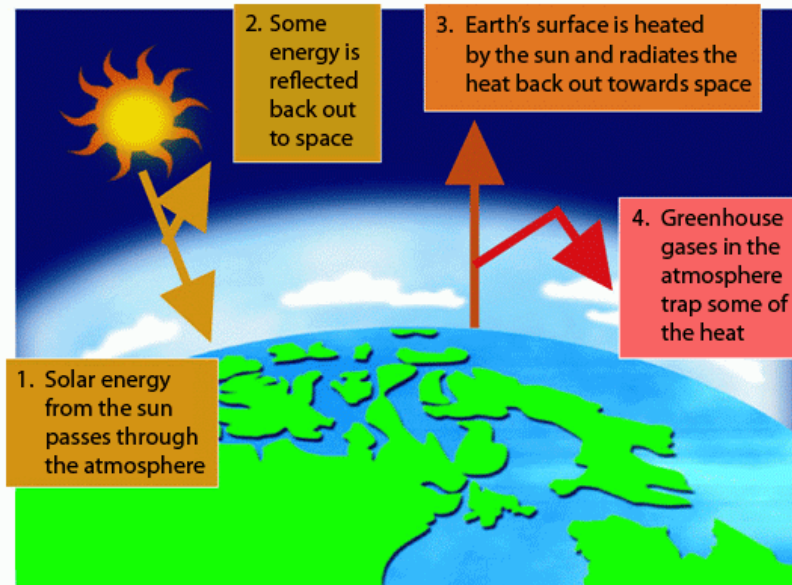 1. Solar energy
from the sun
passes through
the atmosphere
2. Some
energy is
reflected
back out
to space
3. Earth's surface is heated
by the sun and radiates the
heat back out towards space
4. Greenhouse
gases in the
atmosphere
trap some of
the heat